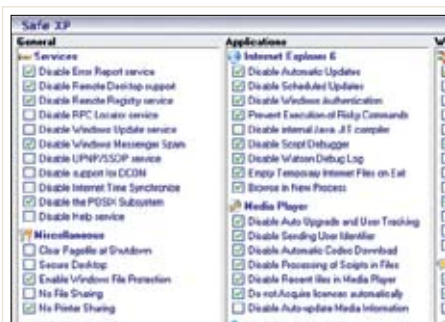 Safe XP
General
Services
Disable Error Report service
Disable Remote Desktop support
Disable Remote Registry service
Disable RPC Locator service
Disable Windows Update service
Disable Windows Messenger Spam
Disable UPNP/SSDP service
Disable support for DCOM
Disable Internet Time Synchronize
Disable the POSIX Subsystem
Disable Help service
Miscellaneous
Clear Pagefile at Shutdown
Secure Desktop
Enable Windows File Protection
No File Sharing
No Printer Sharing
Applications
Internet Explorer 6
Disable Automatic Updates
Disable Scheduled Updates
Disable Windows Authentication
Prevent Execution of Risky Commands
Disable internal Java JIT compiler
Disable Script Debugger
Disable Watson Debug Log
Empty Temporary Internet Files on Exit
Browse in New Process
Media Player
Disable Auto Upgrade and User Tracking
Disable Sending User Identifier
Disable Automatic Codec Download
Disable Processing of Scripts in Files
Disable Recent files in Media Player
Do not Acquire licences automatically
Disable Auto-update Media Information
W